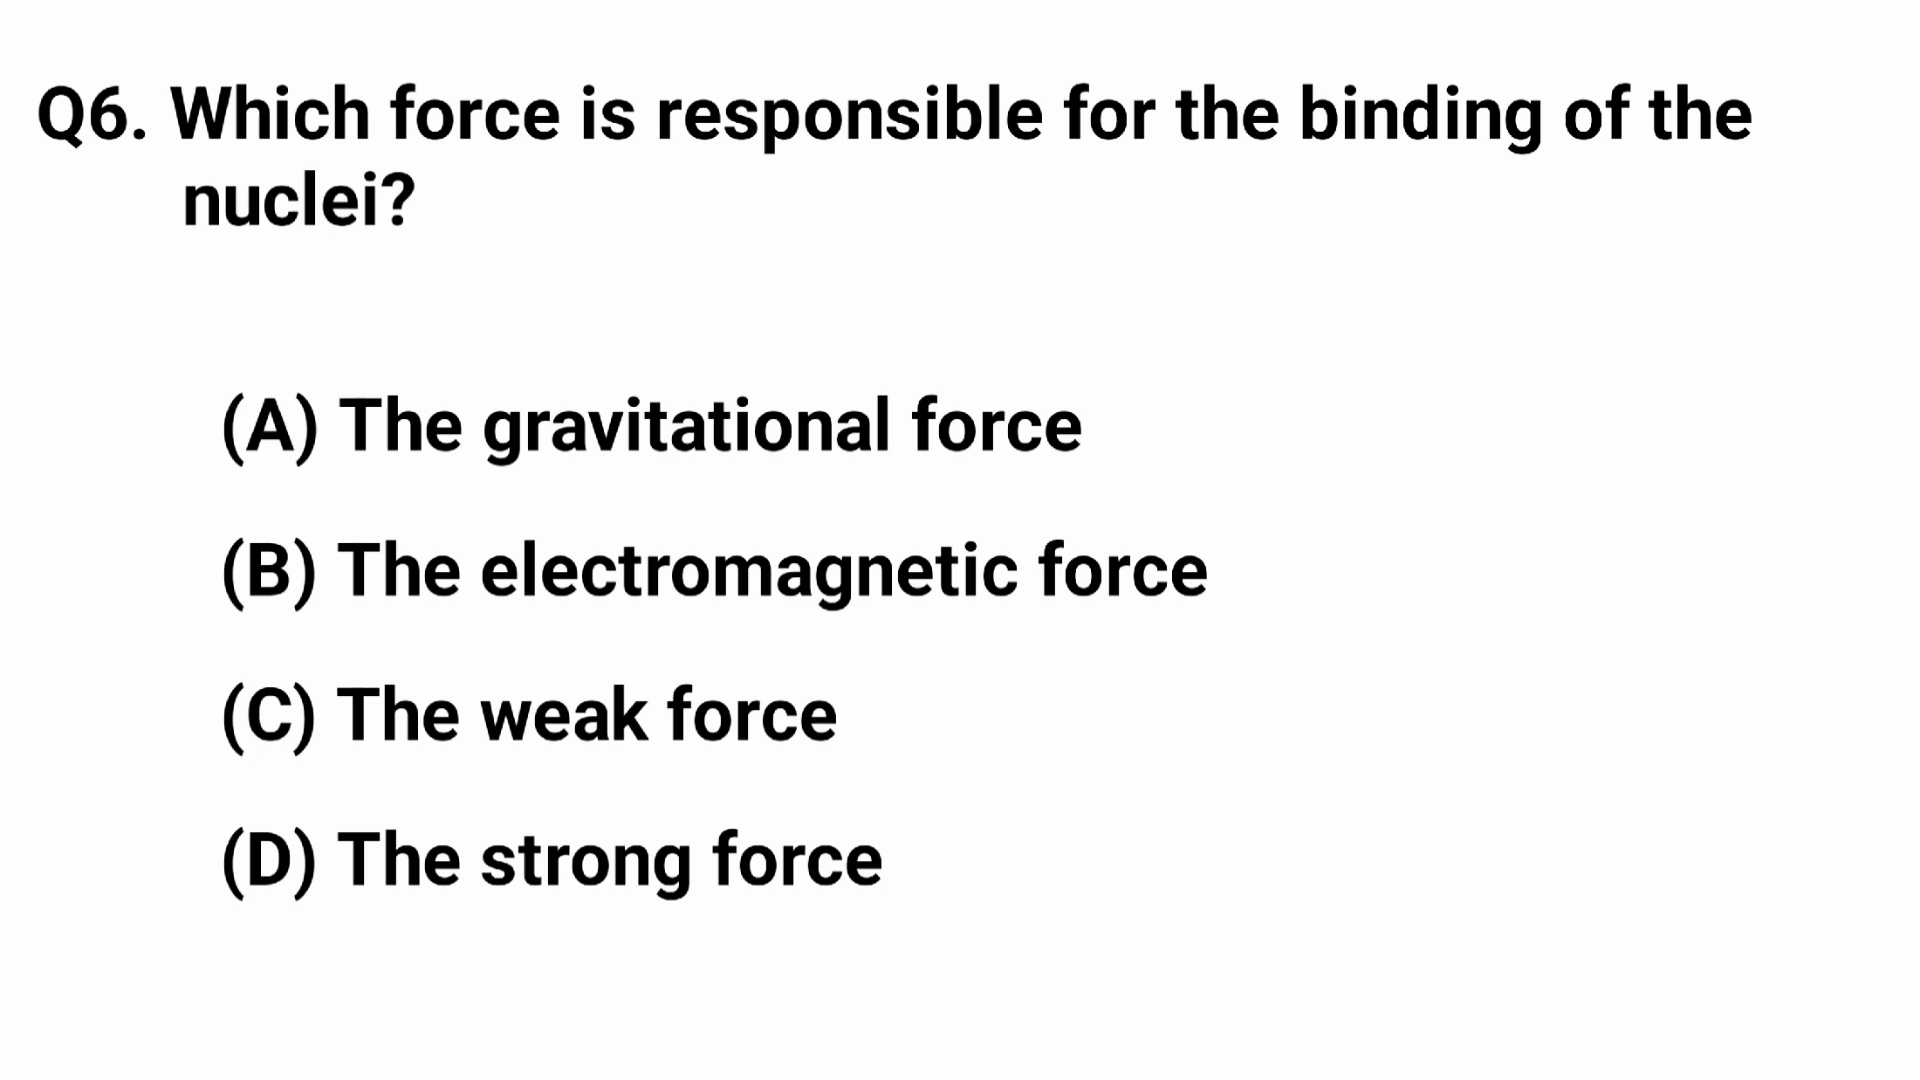 Q6. Which force is responsible for the binding of the
nuclei?
(A) The gravitational force
(B) The electromagnetic force
(C) The weak force
(D) The strong force